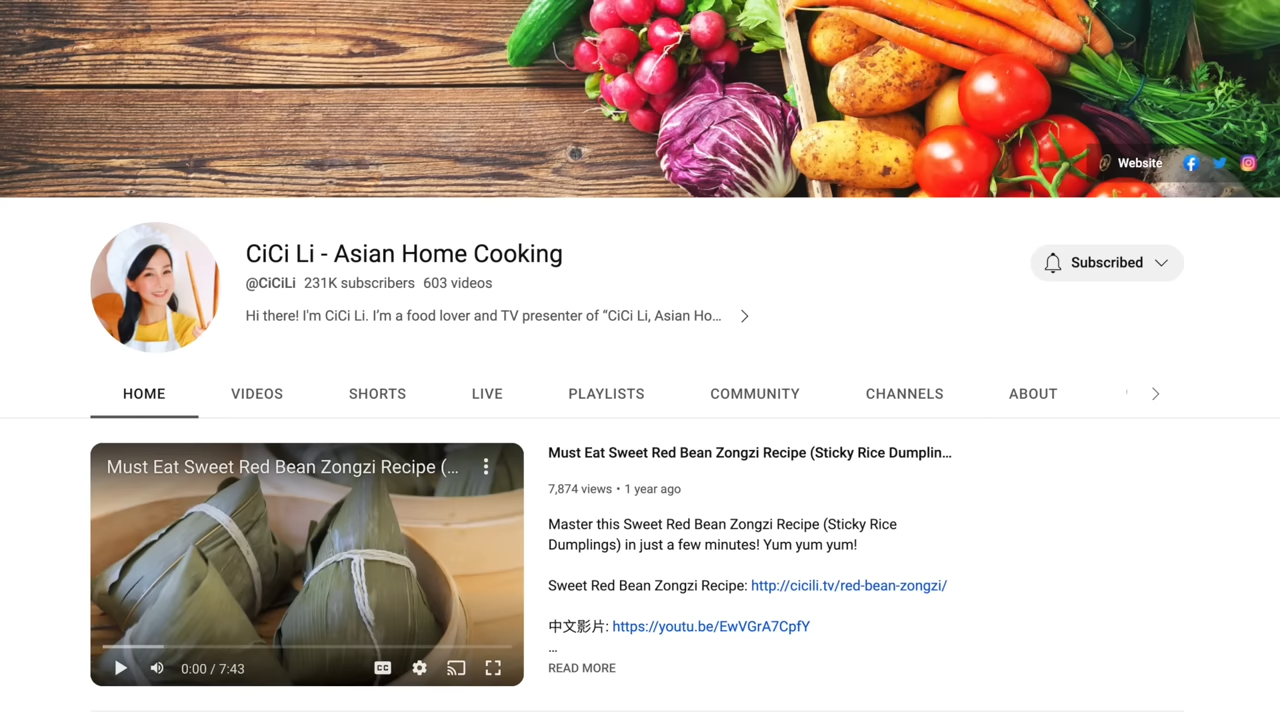 Website
CiCi Li - Asian Home Cooking
@CiCiLi 231K subscribers 603 videos
Subscribed
Hi there! I'm CiCi Li. I’m a food lover and TV presenter of “CiCi Li, Asian Ho...
HOME VIDEOS SHORTS LIVE PLAYLISTS COMMUNITY CHANNELS ABOUT
Must Eat Sweet Red Bean Zongzi Recipe (...
0:00 / 7:43
CC
Must Eat Sweet Red Bean Zongzi Recipe (Sticky Rice Dumplin...
7,874 views • 1 year ago
Master this Sweet Red Bean Zongzi Recipe (Sticky Rice
Dumplings) in just a few minutes! Yum yum yum!
Sweet Red Bean Zongzi Recipe: http://cicili.tv/red-bean-zongzi/
中文影片: https://youtu.be/EwVGrA7CpfY
...
READ MORE